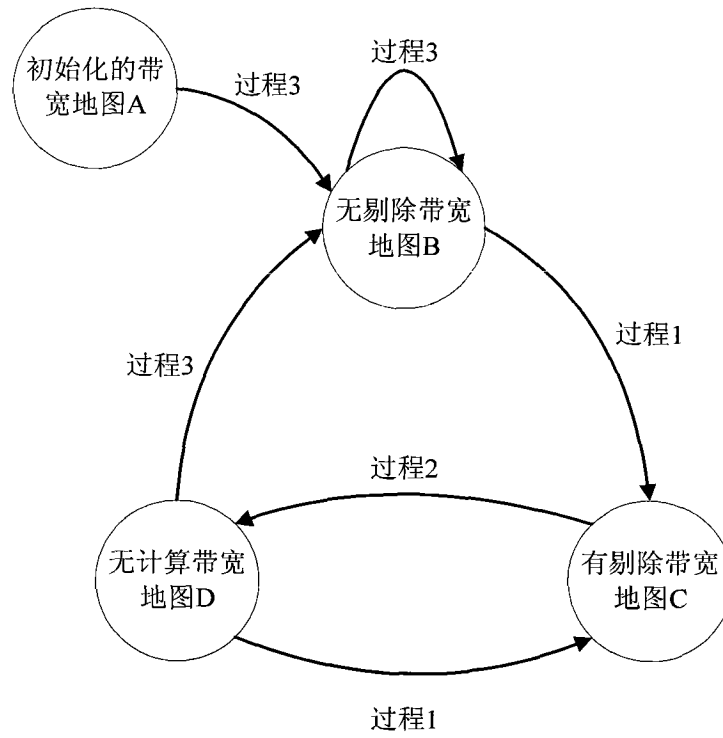 过程3
初始化的带
宽地图A
过程3
无剔除带宽
地图B
过程1
过程3
过程2
无计算带宽
地图D
有剔除带宽
地图C
过程1